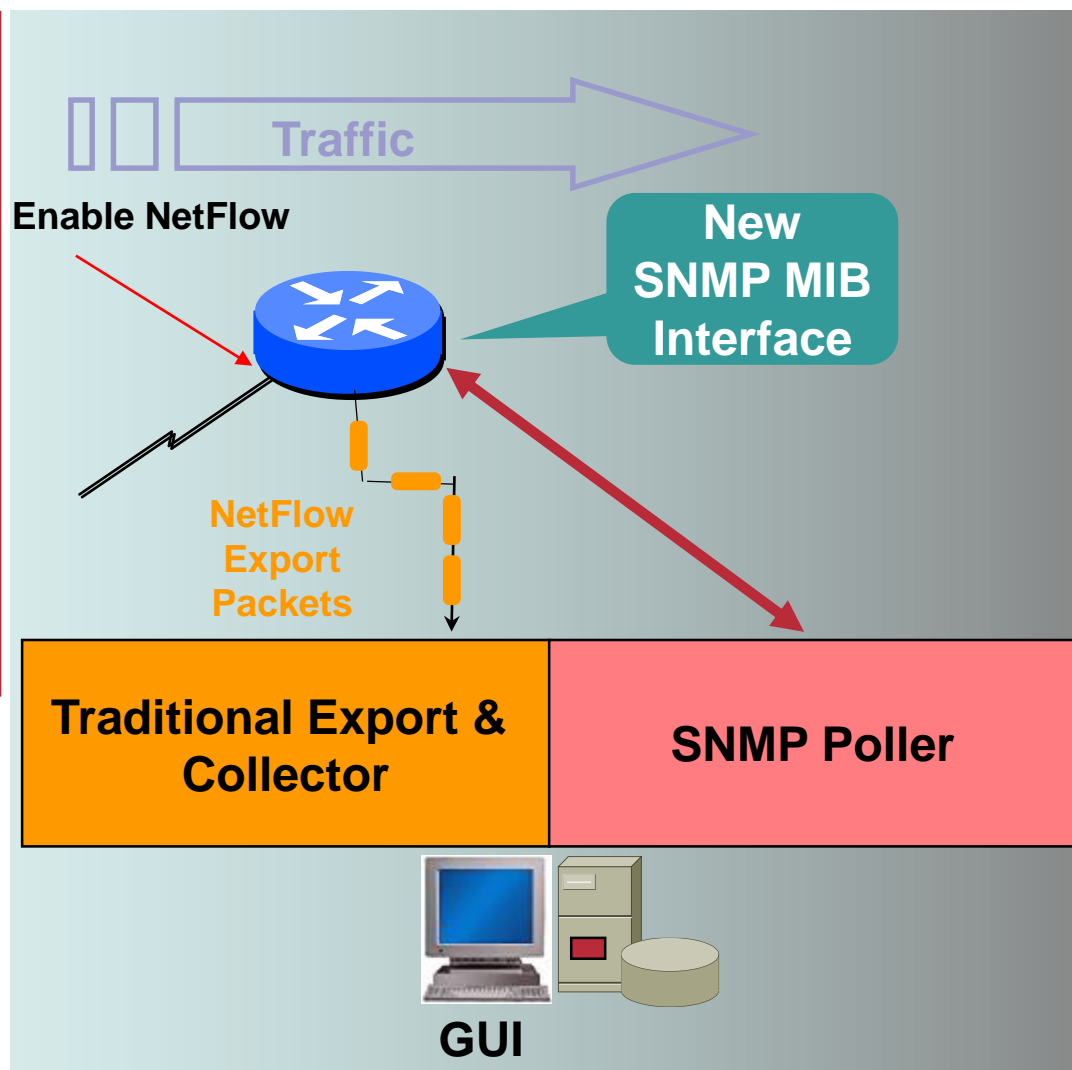 Traffic
Enable NetFlow
New
SNMP MIB
Interface
NetFlow
Export
Packets
Traditional Export &
Collector
SNMP Poller
GUI